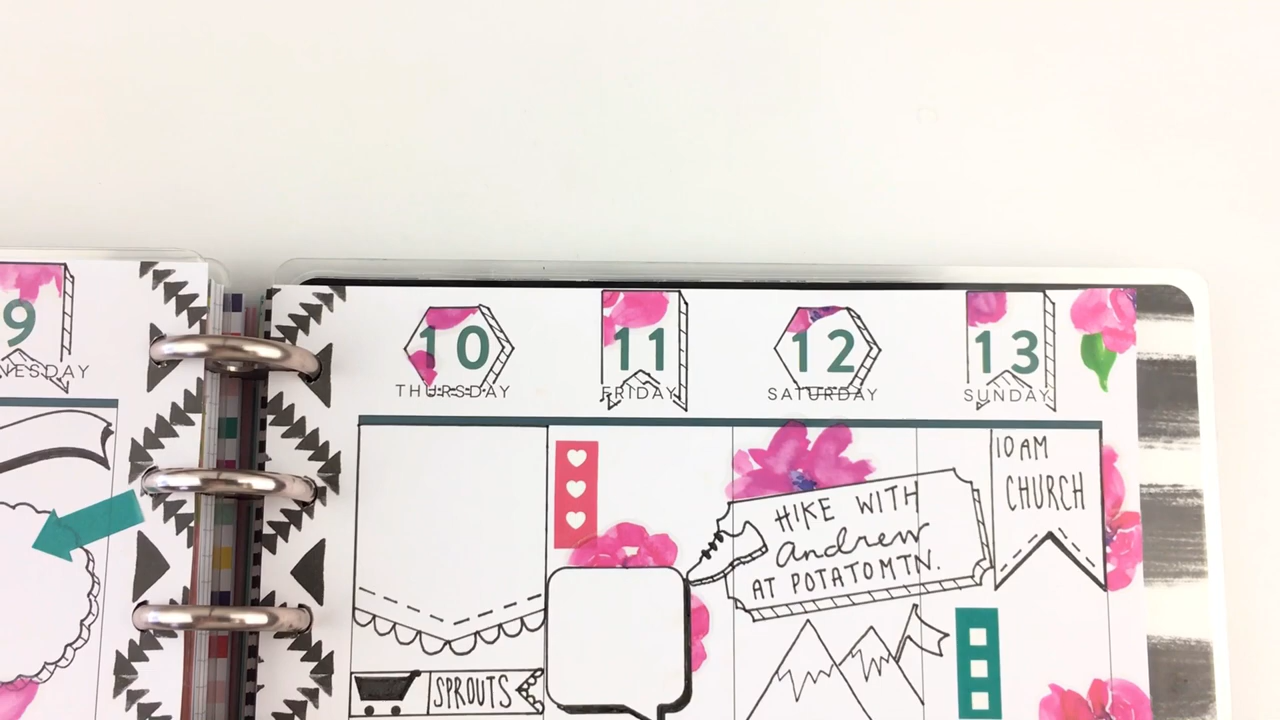 9
NESDAY
10
THURSDAY
11
FRIDAY
12
SATURDAY
13
SUNDAY
10 AM
CHURCH
HIKE WITH
andrew
AT POTATO MTN.
SPROUTS